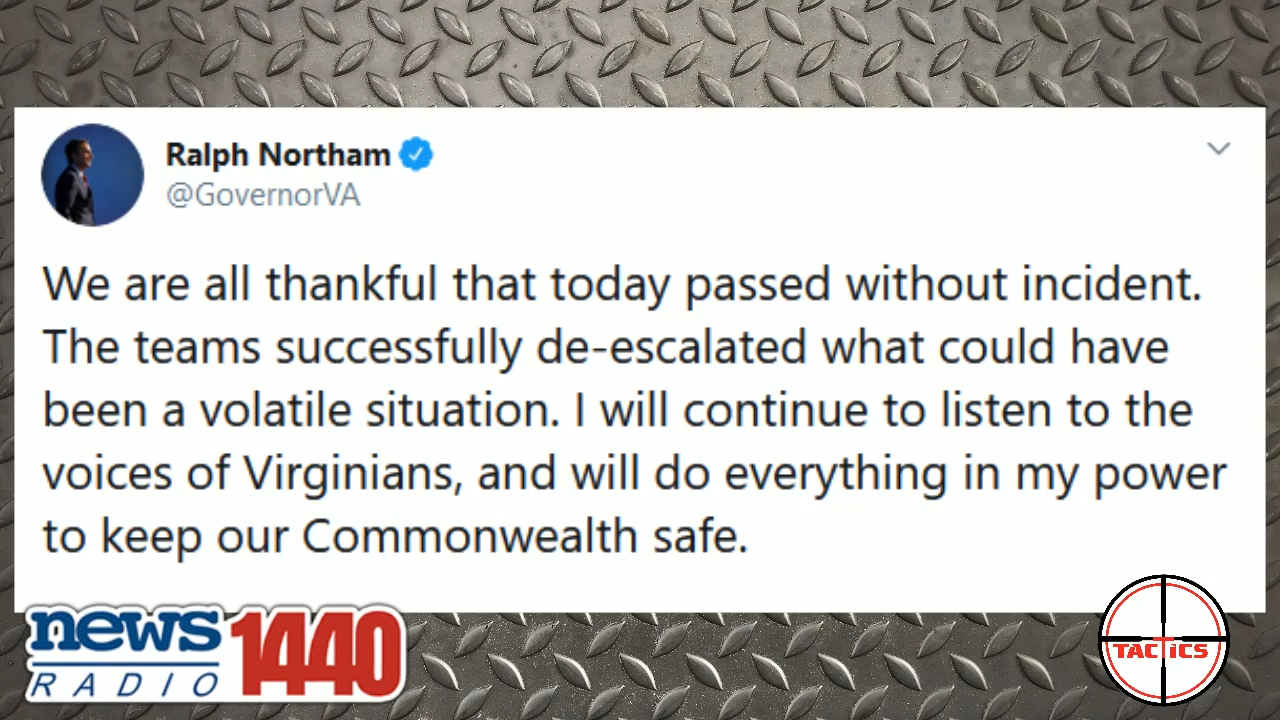 Ralph Northam
@GovernorVA
We are all thankful that today passed without incident.
The teams successfully de-escalated what could have
been a volatile situation. I will continue to listen to the
voices of Virginians, and will do everything in my power
to keep our Commonwealth safe.
news 1440
RADIO
TACTICS